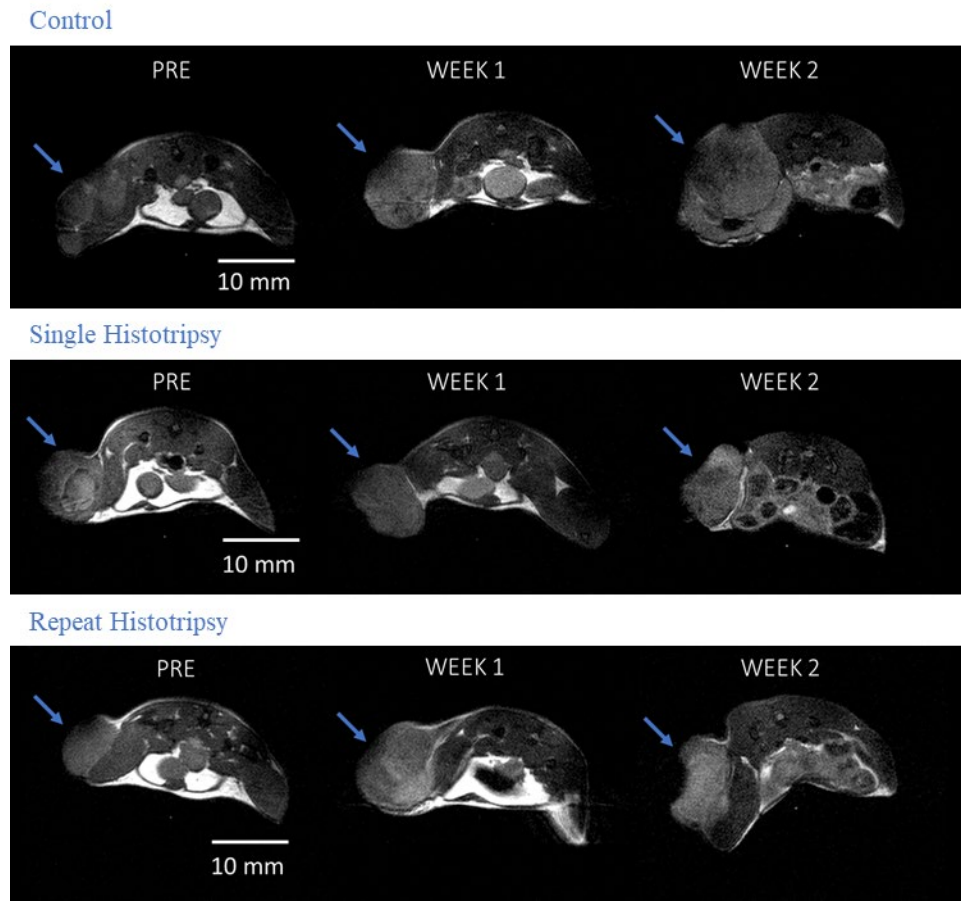 Control
PRE WEEK 1 WEEK 2
10 mm
Single Histotripsy
PRE WEEK 1 WEEK 2
10 mm
Repeat Histotripsy
PRE WEEK 1 WEEK 2
10 mm